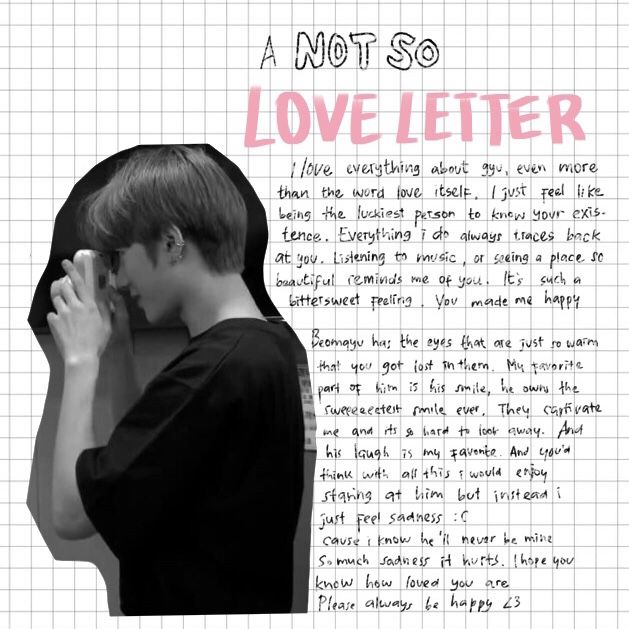 A NOT SO
LOVE LETTER
I love everything about gyu, even more
than the word love itself. I just feel like
being the luckiest person to know your exis-
tence. Everything i do always traces back
at you. Listening to music, or seeing a place so
beautiful reminds me of you. It's such a
bittersweet feeling. You made me happy
Beomgyu has the eyes that are just so warm
that you got lost in them. My favorite
part of him is his smile, he owns the
sweeeeectest smile ever. They captivate
me and its so hard to look away. And
his laugh is my favorite. And you'd
think with all this i would enjoy
staring at him but instead i
just feel sadness :C
cause i know he'll never be mine
So much sadness it hurts. I hope you
know how loved you are
Please always be happy <3